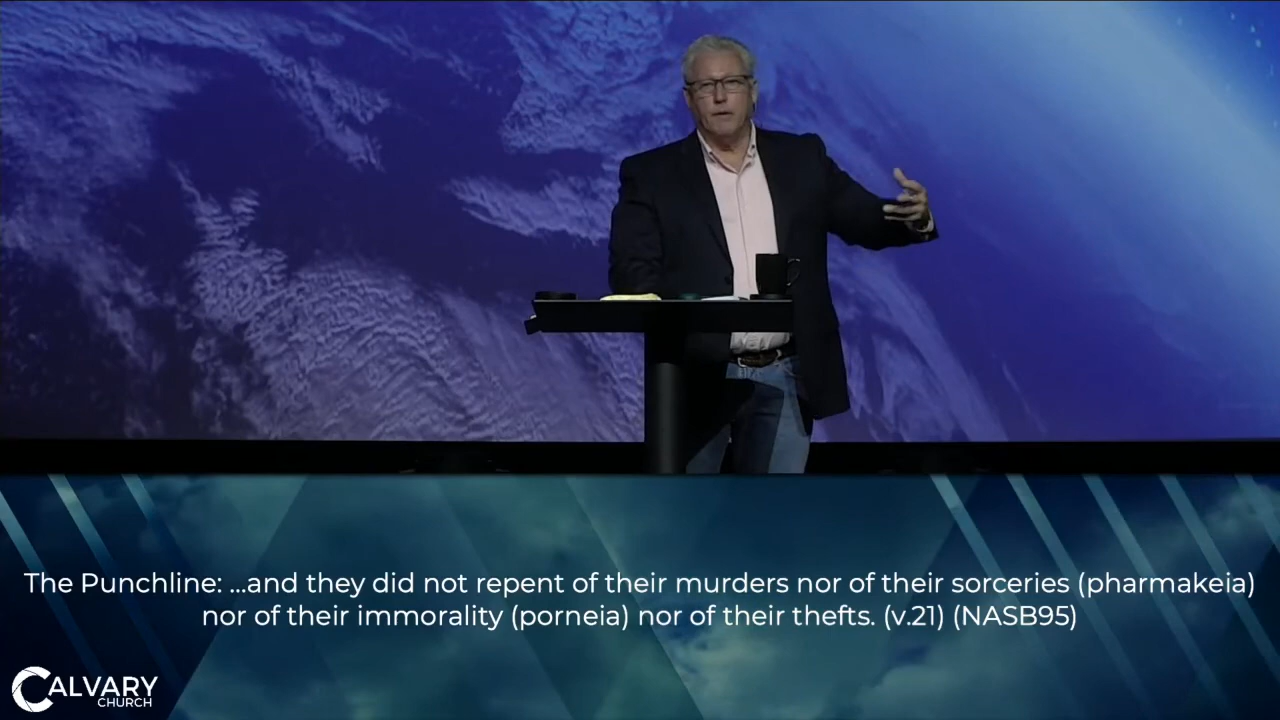 The Punchline: ...and they did not repent of their murders nor of their sorceries (pharmakeia)
nor of their immorality (porneia) nor of their thefts. (v.21) (NASB95)
CALVARY
CHURCH